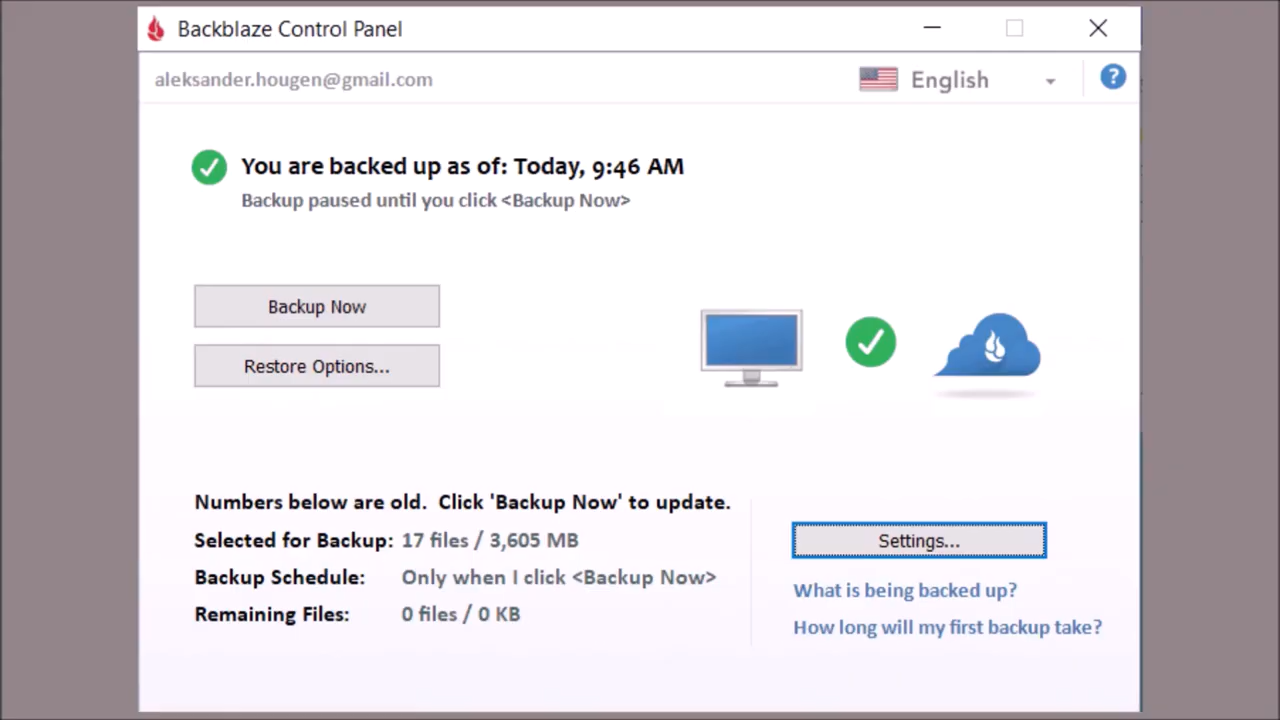 Backblaze Control Panel
aleksander.hougen@gmail.com
English
?
You are backed up as of: Today, 9:46 AM
Backup paused until you click <Backup Now>
Backup Now
Restore Options...
Numbers below are old. Click 'Backup Now' to update.
Selected for Backup: 17 files / 3,605 MB
Backup Schedule: Only when I click <Backup Now>
Remaining Files: 0 files / 0 KB
Settings...
What is being backed up?
How long will my first backup take?